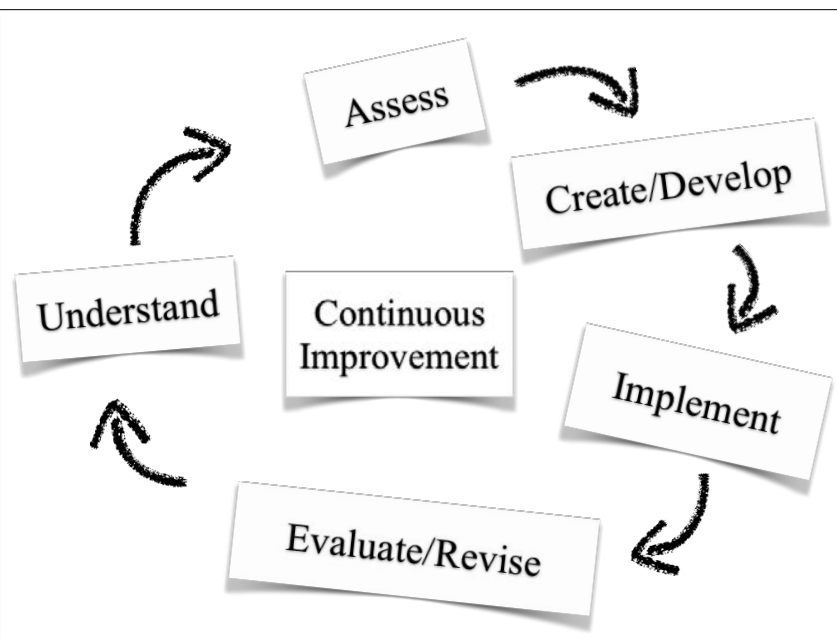 Assess
Create/Develop
Understand
Continuous
Improvement
Implement
Evaluate/Revise